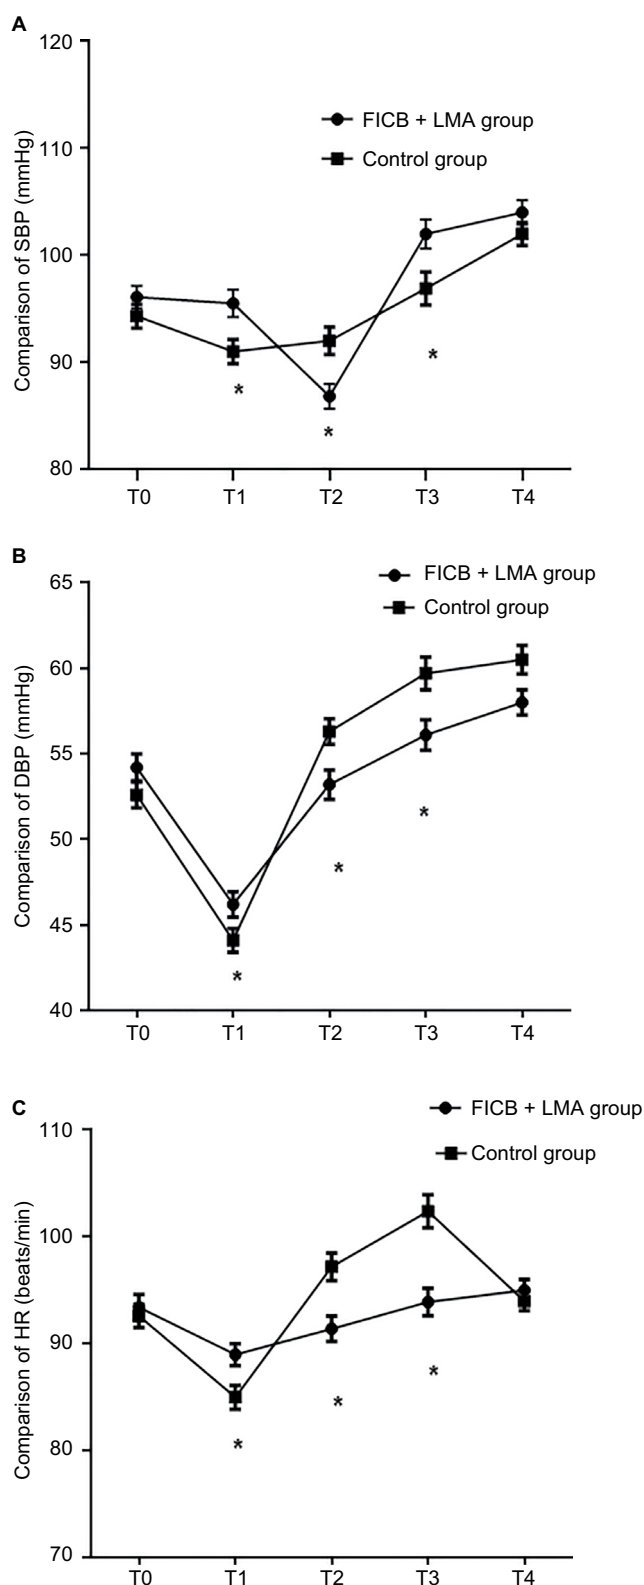 A
Comparison of SBP (mmHg)
120
110
100
90
80
FICB + LMA group
Control group
*
*
*
T0 T1 T2 T3 T4
B
Comparison of DBP (mmHg)
65
60
55
50
45
40
FICB + LMA group
Control group
*
*
*
T0 T1 T2 T3 T4
C
Comparison of HR (beats/min)
110
100
90
80
70
FICB + LMA group
Control group
*
*
*
T0 T1 T2 T3 T4